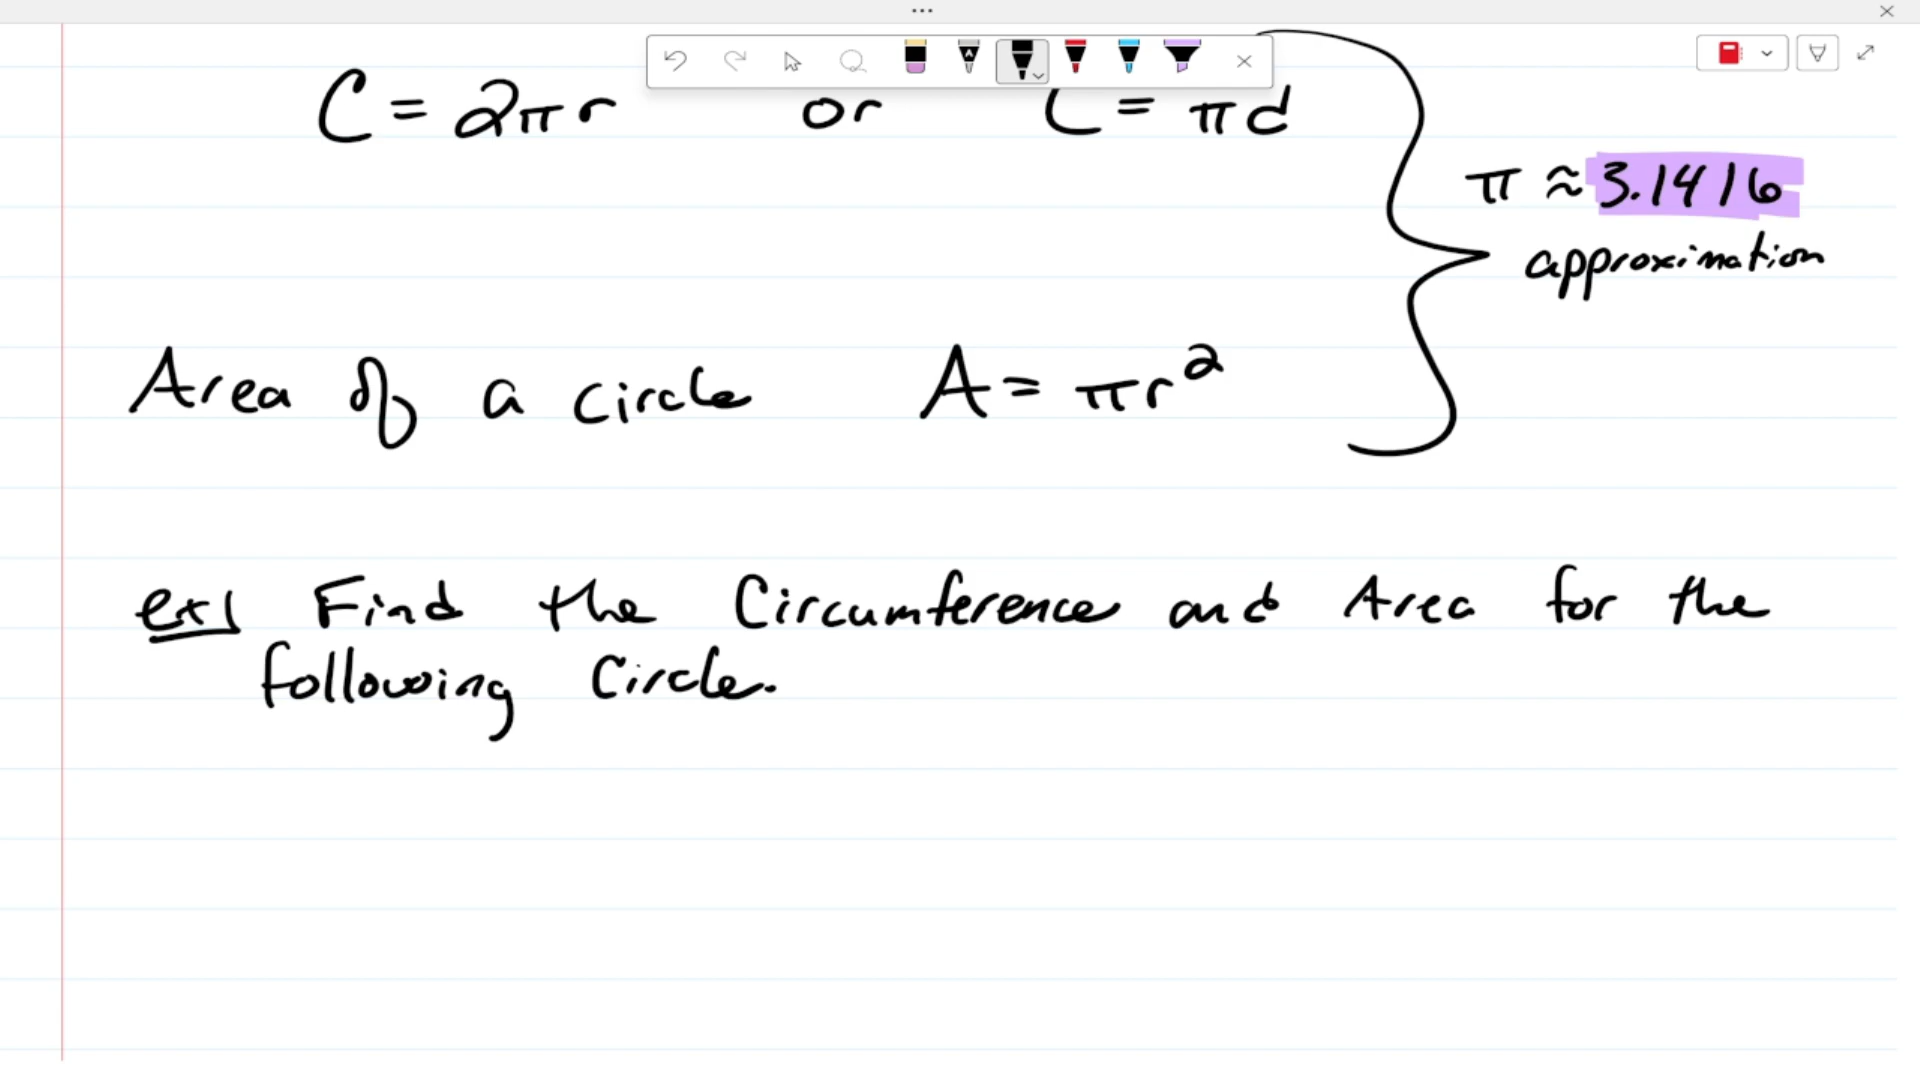 C = 2πr or C = πd
π ≈ 3.1416
approximation
Area of a circle A = πr²
ex1 Find the Circumference and Area for the
following Circle.